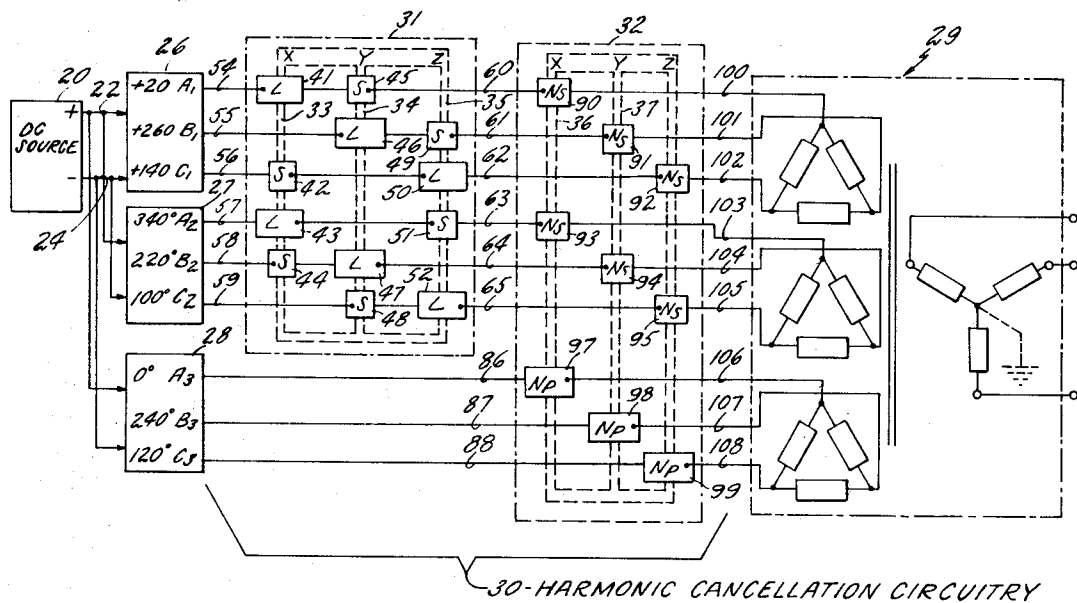 31
32
29
20
22
26
54
X
Y
Z
41
45
60
X
Y
Z
100
DC
SOURCE
+
-
+20 A1
+260 B1
+140 C1
55
56
L
S
33
34
35
NS
90
36
37
101
61
L
46
S
49
NS
91
102
62
S
42
50
L
NS
92
24
27
57
340° A2
220° B2
100° C2
L
43
51
S
63
NS
93
103
58
S
44
L
47
64
NS
94
104
59
S
48
52
L
65
NS
95
105
28
0° A3
240° B3
120° C3
86
NP
97
106
87
NP
98
107
88
NP
99
108
30-HARMONIC CANCELLATION CIRCUITRY